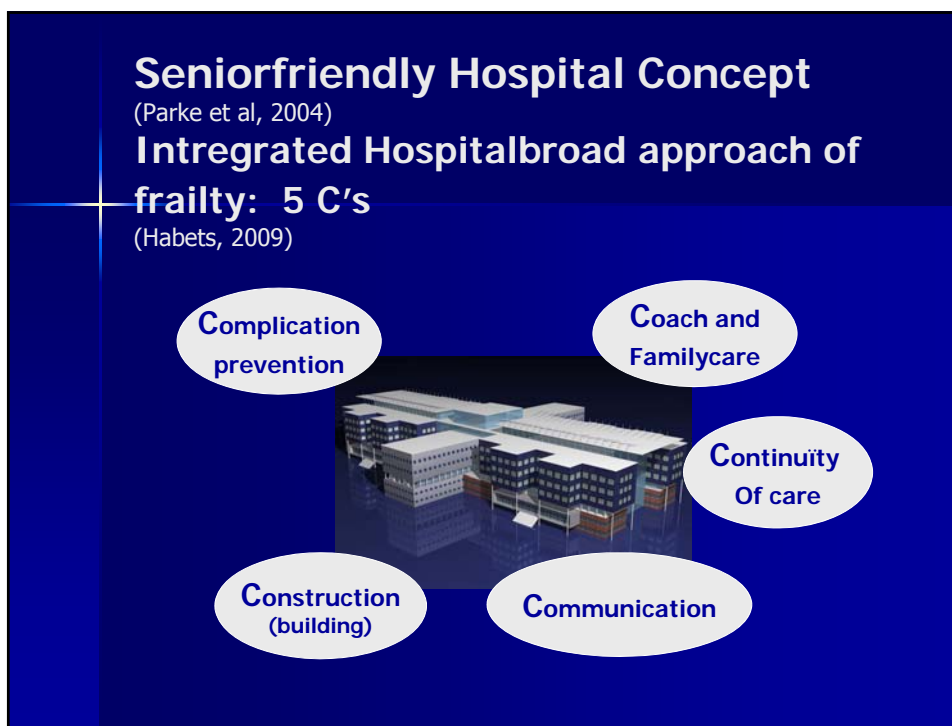 Seniorfriendly Hospital Concept
(Parke et al, 2004)
Intregrated Hospitalbroad approach of
frailty: 5 C's
(Habets, 2009)
Complication
prevention
Coach and
Familycare
Continuïty
Of care
Construction
(building)
Communication